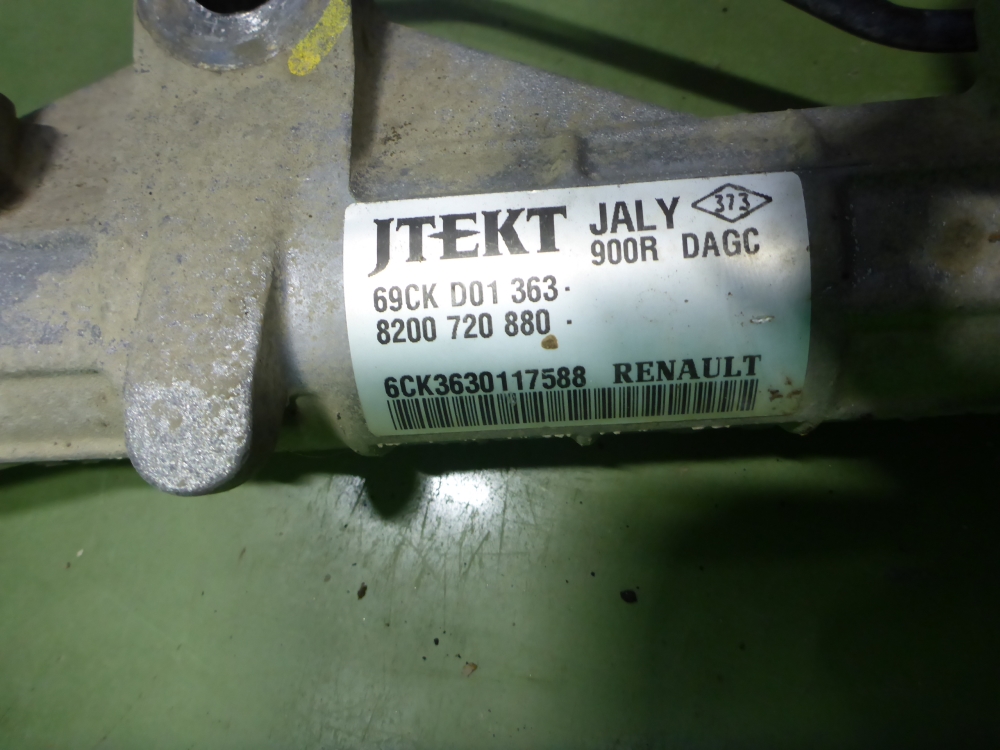 JTEKT JALY 373
900R DAGC
69CK D01 363
8200 720 880
6CK3630117588 RENAULT